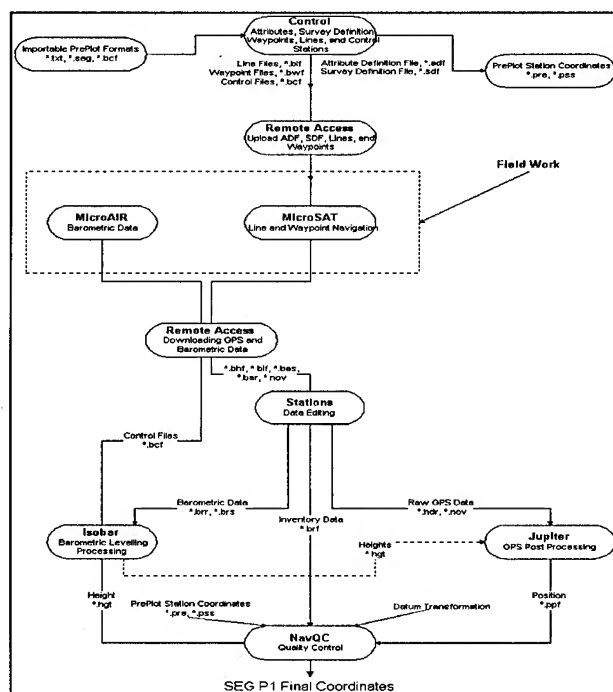 Control
Attributes, Survey Definition
Waypoints, Lines, and Control
Stations
Importable PrePlot Formats
*.txt, *.seg, *.bcf
PrePlot Station Coordinates
*.pre, *.pss
Line Files, *.blf
Waypoint Files, *.bwf
Control Files, *.bcf
Attribute Definition File, *.adf
Survey Definition File, *.sdf
Remote Access
Upload ADF, SDF, Lines, and
Waypoints
Field Work
MicroAIR
Barometric Data
MicroSAT
Line and Waypoint Navigation
Remote Access
Downloading GPS and
Barometric Data
*.bhf, *.blf, *.bas,
*.bar, *.nov
Stations
Data Editing
Control Files
*.bcf
Barometric Data
*.brr, *.brs
Inventory Data
*.brf
Raw GPS Data
*.hdr, *.nov
Isobar
Barometric Levelling
Processing
Heights
*.hgt
Jupiter
GPS Post Processing
Height
*.hgt
PrePlot Station Coordinates
*.pre, *.pss
Datum Transformation
Position
*.ppf
NavQC
Quality Control
SEG P1 Final Coordinates